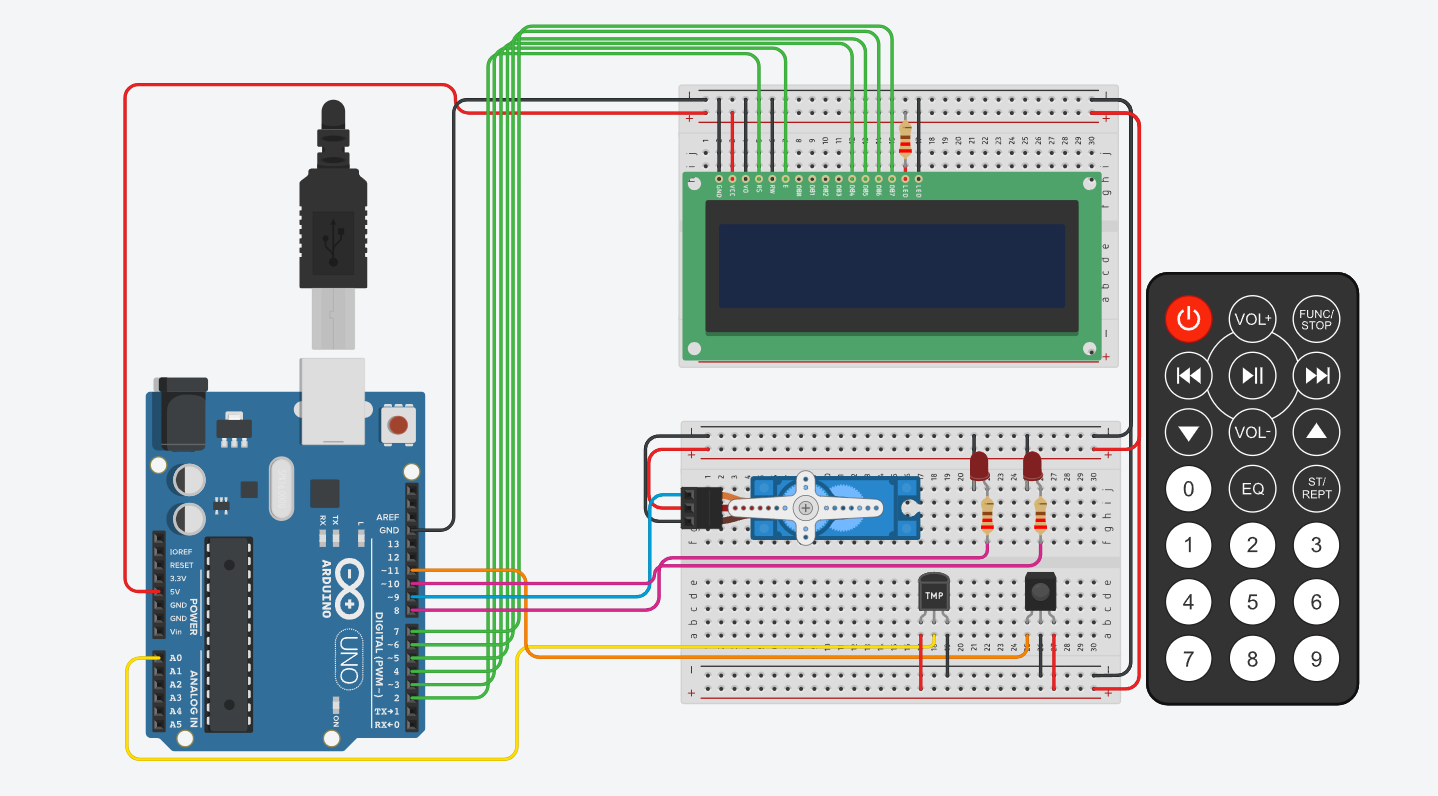 GND
VCC
VO
RS
RW
E
DB0
DB1
DB2
DB3
DB4
DB5
DB6
DB7
LED
LED
VOL+
FUNC/
STOP
VOL-
0
EQ
ST/
REPT
1 2 3
4 5 6
7 8 9
TMP
AREF
GND
13
12
~11
~10
~9
8
7
~6
~5
4
~3
2
TX→1
RX←0
DIGITAL (PWM~)
IOREF
RESET
3.3V
5V
GND
GND
Vin
POWER
A0
A1
A2
A3
A4
A5
ANALOG IN
RX
TX
L
ARDUINO
UNO
ON